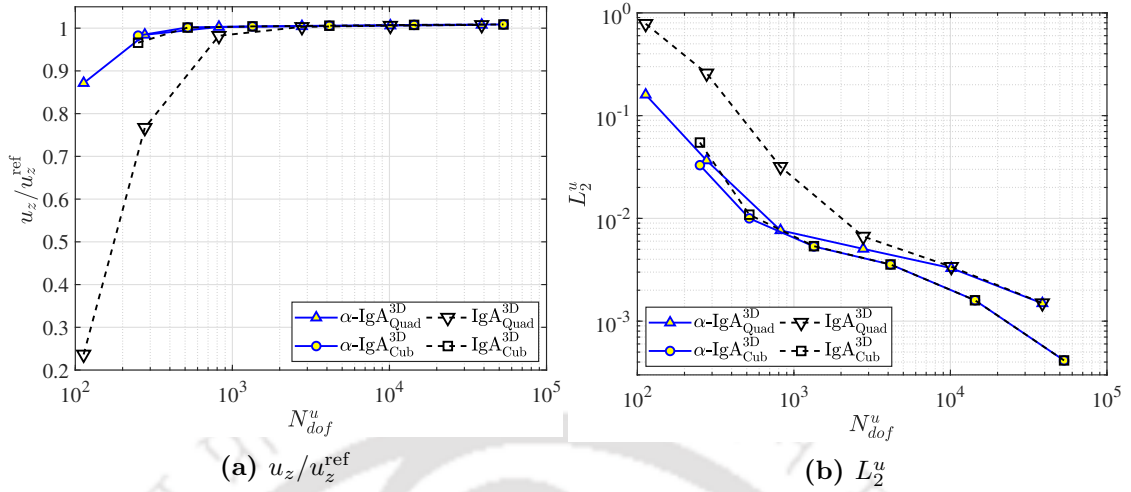 1
0.9
0.8
0.7
0.6
0.5
0.4
0.3
0.2
u_z/u_z^ref
α-IgA^3D_Quad IgA^3D_Quad
α-IgA^3D_Cub IgA^3D_Cub
10^2 10^3 10^4 10^5
N^u_dof
(a) u_z/u_z^ref
10^0
10^-1
10^-2
10^-3
L^u_2
α-IgA^3D_Quad IgA^3D_Quad
α-IgA^3D_Cub IgA^3D_Cub
10^2 10^3 10^4 10^5
N^u_dof
(b) L^u_2